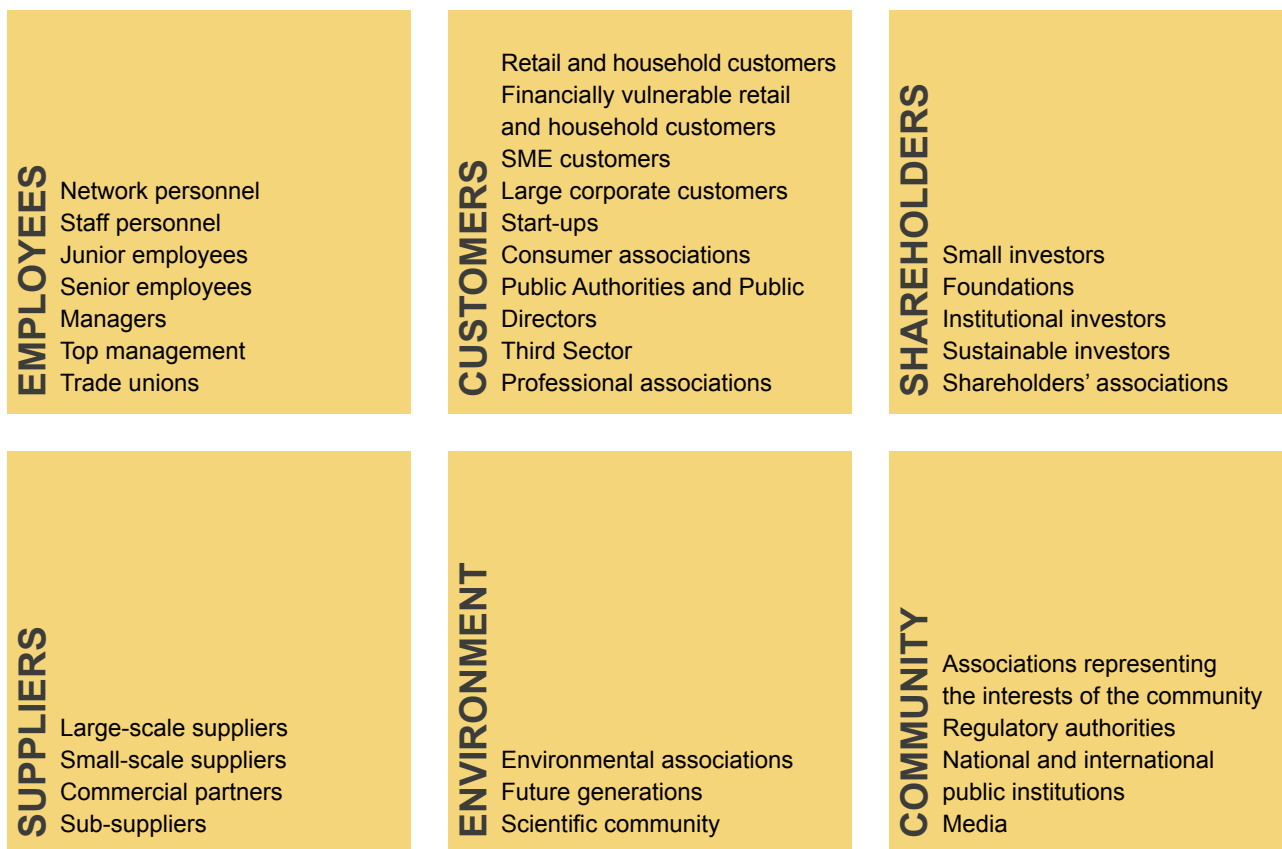 EMPLOYEES
Network personnel
Staff personnel
Junior employees
Senior employees
Managers
Top management
Trade unions
CUSTOMERS
Retail and household customers
Financially vulnerable retail
and household customers
SME customers
Large corporate customers
Start-ups
Consumer associations
Public Authorities and Public
Directors
Third Sector
Professional associations
SHAREHOLDERS
Small investors
Foundations
Institutional investors
Sustainable investors
Shareholders’ associations
SUPPLIERS
Large-scale suppliers
Small-scale suppliers
Commercial partners
Sub-suppliers
ENVIRONMENT
Environmental associations
Future generations
Scientific community
COMMUNITY
Associations representing
the interests of the community
Regulatory authorities
National and international
public institutions
Media